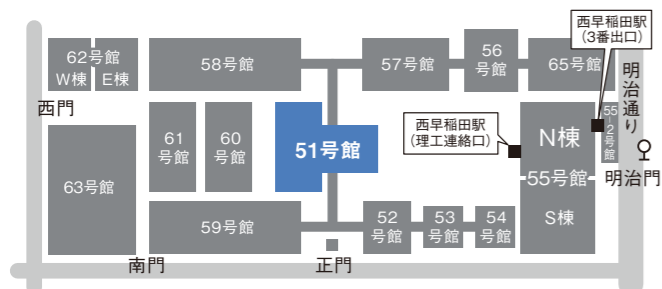 西早稲田駅
（3番出口）
62号館
W棟 E棟
58号館
57号館
56
号館
65号館
明治通り
西門
61
号館
60
号館
51号館
西早稲田駅
（理工連絡口）
N棟
55-2号館
63号館
55号館
明治門
59号館
52
号館
53
号館
54
号館
S棟
南門
正門